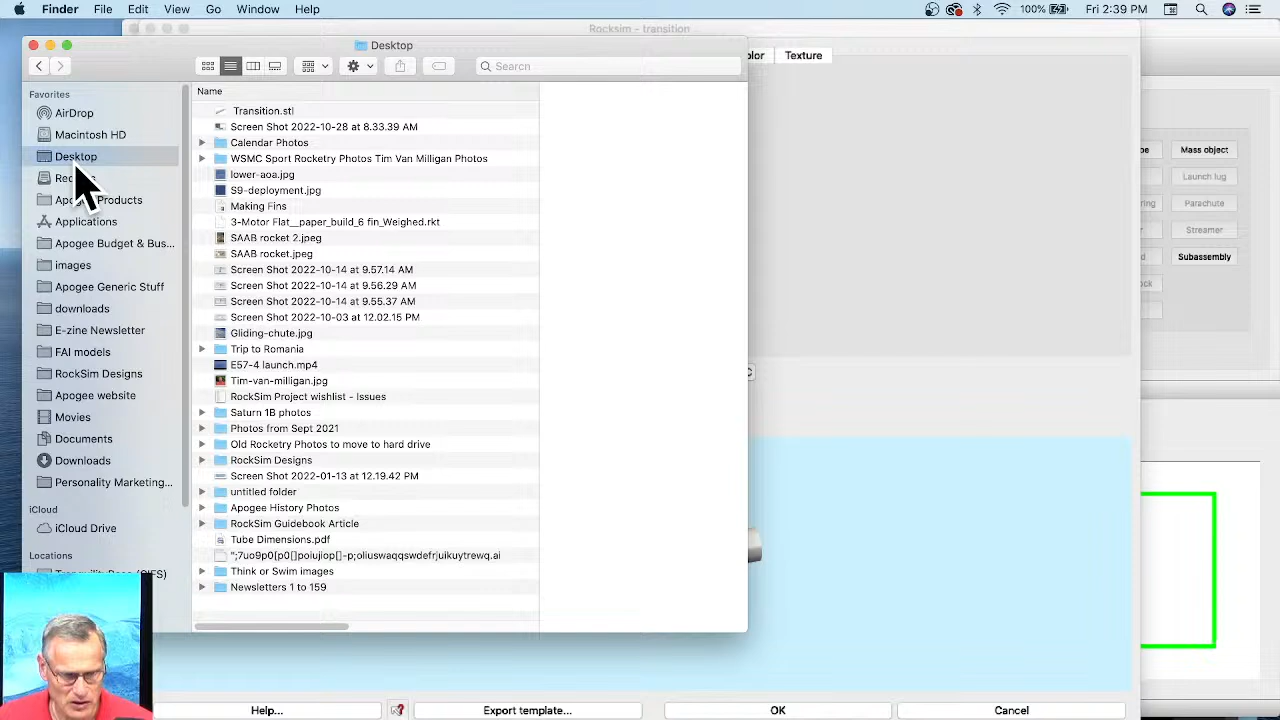 Finder File Edit View Go Window Help 100% Fri 2:39 PM
Rocksim - transition
Desktop
Search
Texture
Favorites
Name
AirDrop
Macintosh HD
Desktop
Applications
Apogee Budget & Bus...
images
Apogee Generic Stuff
downloads
E-zine Newsletter
FAI models
RockSim Designs
Apogee website
Movies
Documents
Downloads
Personality Marketing...
iCloud
iCloud Drive
Locations
Transition.stl
Screen Shot 2022-10-28 at 8.33.39 AM
Calendar Photos
WSMC Sport Rocketry Photos Tim Van Milligan Photos
lower-aoa.jpg
S9-deployment.jpg
Making Fins
3-Motor Flat__paper_build_6 fin_Weighed.rkt
SAAB rocket 2.jpeg
SAAB rocket.jpeg
Screen Shot 2022-10-14 at 9.57.14 AM
Screen Shot 2022-10-14 at 9.56.29 AM
Screen Shot 2022-10-14 at 9.55.37 AM
Screen Shot 2022-10-03 at 12.02.15 PM
Gliding-chute.jpg
Trip to Romania
E57-4 launch.mp4
Tim-van-milligan.jpg
RockSim Print wireless - Issues
Saturn 1B photos
Photos from Sept 2021
Old Rocketry Photos to move to hard drive
RockSim Designs
Screen Shot 2022-01-13 at 12.19.42 PM
untitled folder
Apogee History Photos
RockSim Guidebook Article
Tube Dimensions.pdf
Think or Swim images
Newsletters 1 to 159
Mass object
Launch lug
Parachute
Streamer
Subassembly
Help... Export template... OK Cancel